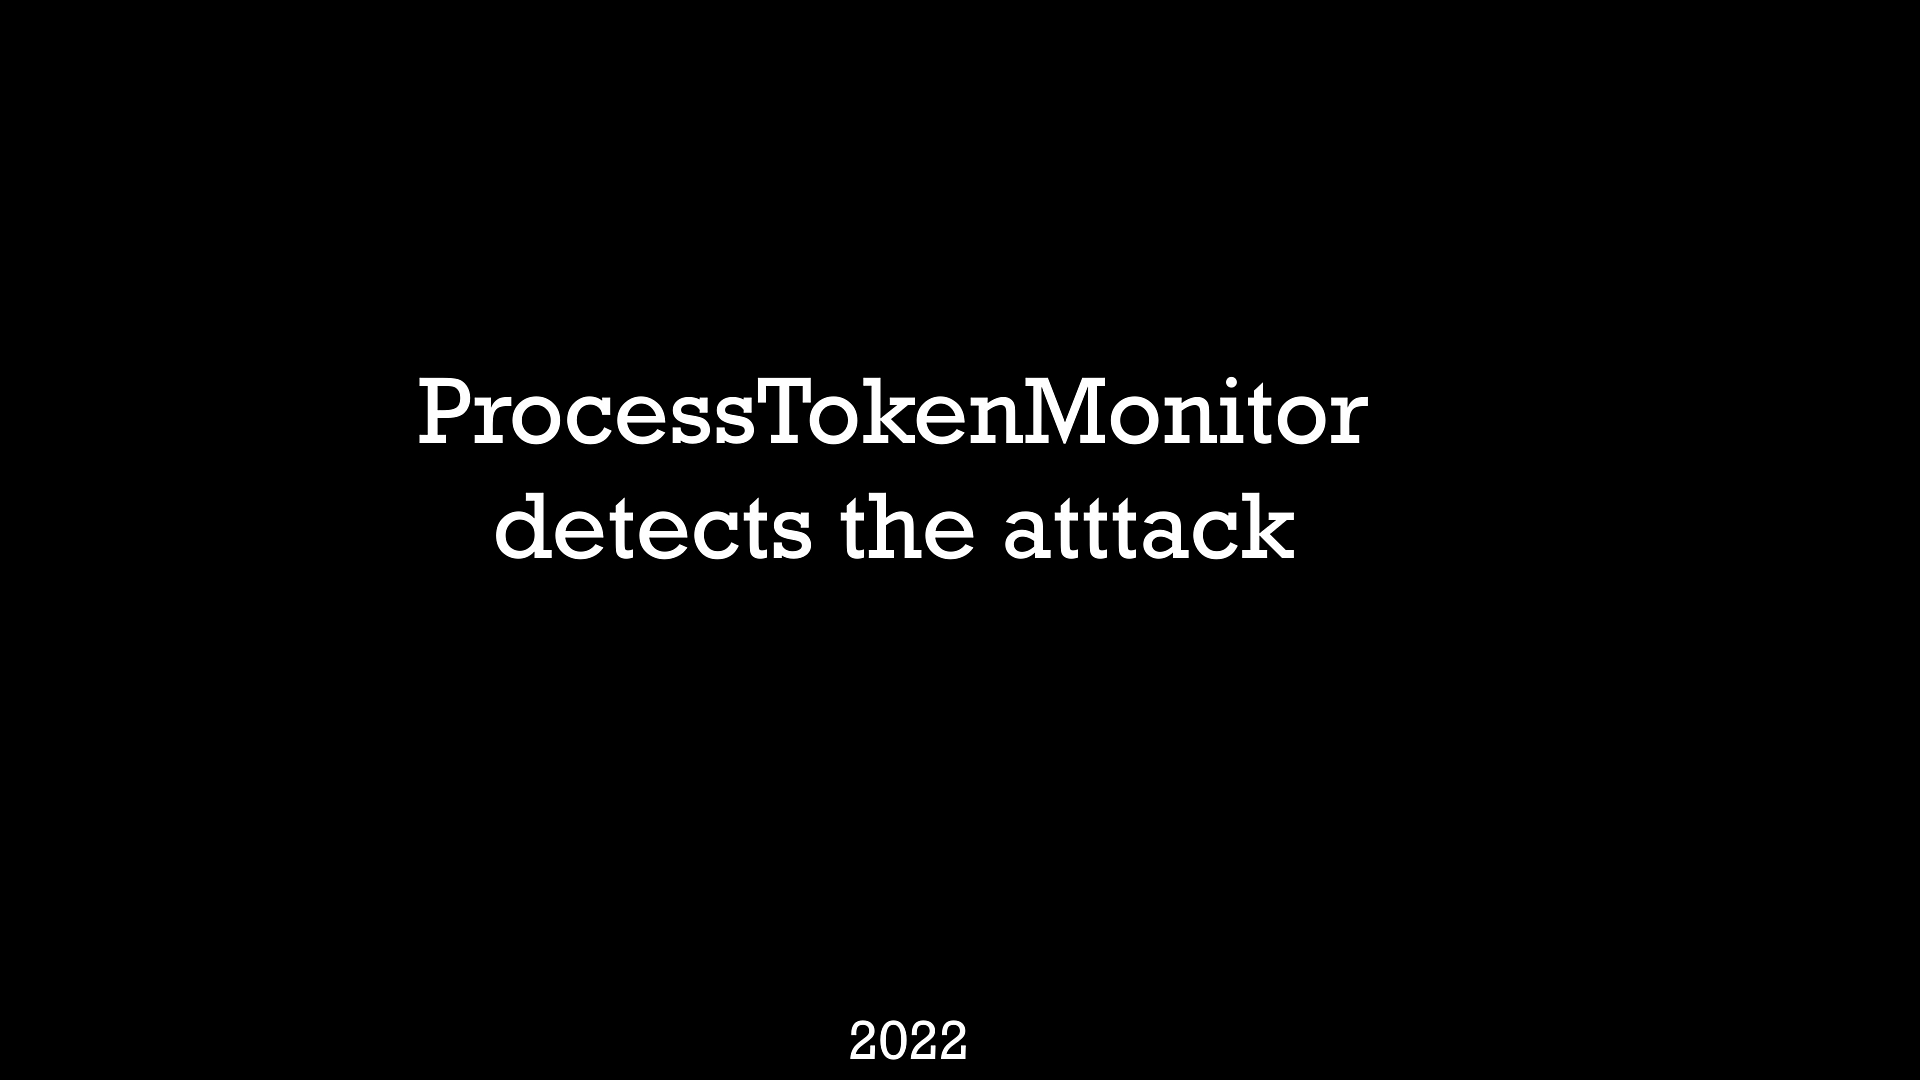 ProcessTokenMonitor
detects the atttack
2022